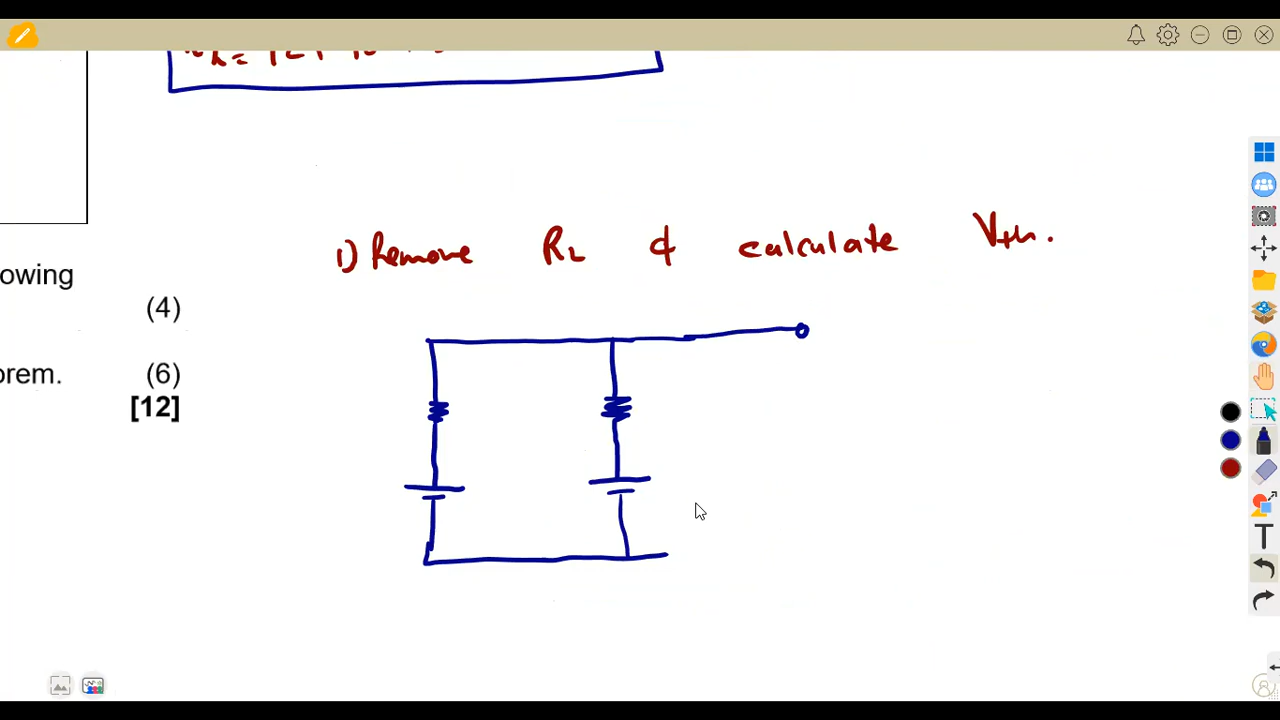 1) Remove RL & calculate Vth.
owing
(4)
orem. (6)
[12]
T